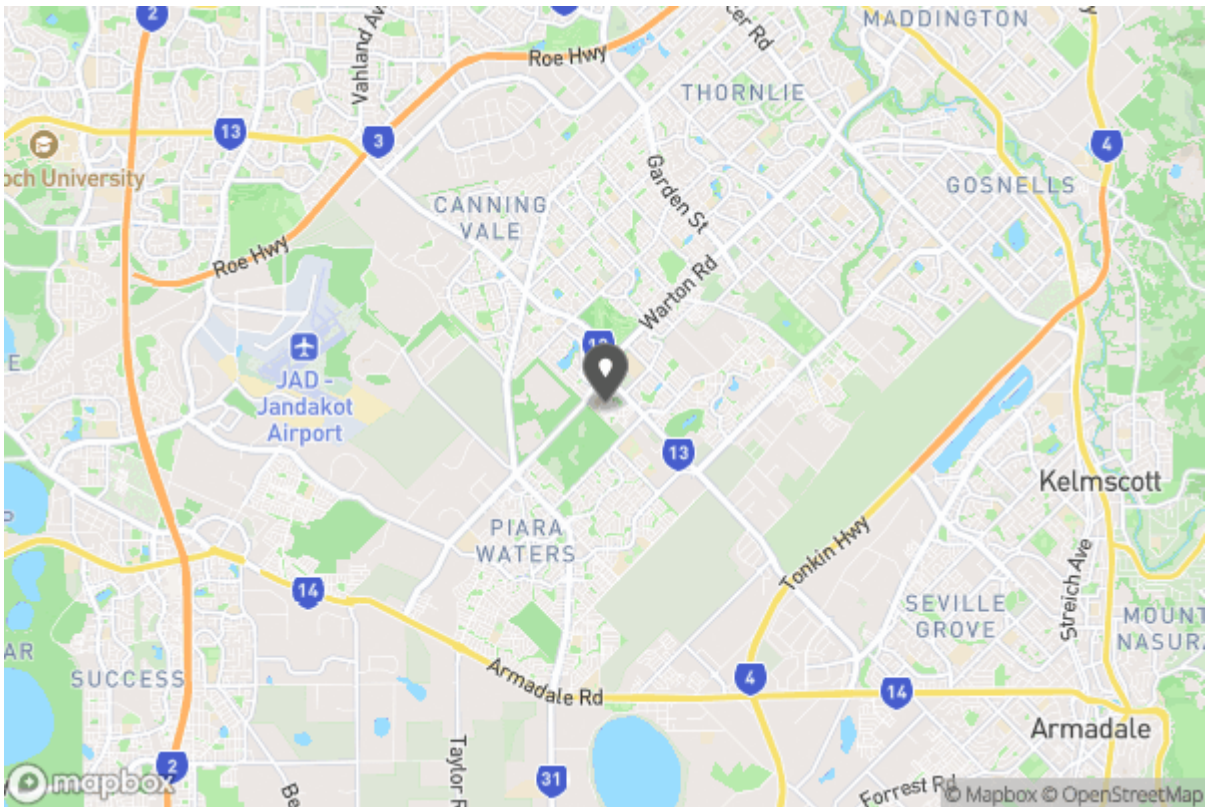 2
MADDINGTON
Vahland Av
Roe Hwy
THORNLIE
13
3
4
och University
Garden St
GOSNELLS
CANNING
VALE
Roe Hwy
Warton Rd
E
JAD -
Jandakot
Airport
13
Kelmscott
PIARA
WATERS
Tonkin Hwy
14
Streich Ave
SEVILLE
GROVE
MOUNT
NASURA
AR
SUCCESS
4
14
Armadale Rd
Armadale
Taylor R
2
31
Be
Forrest Rd
mapbox
© Mapbox © OpenStreetMap